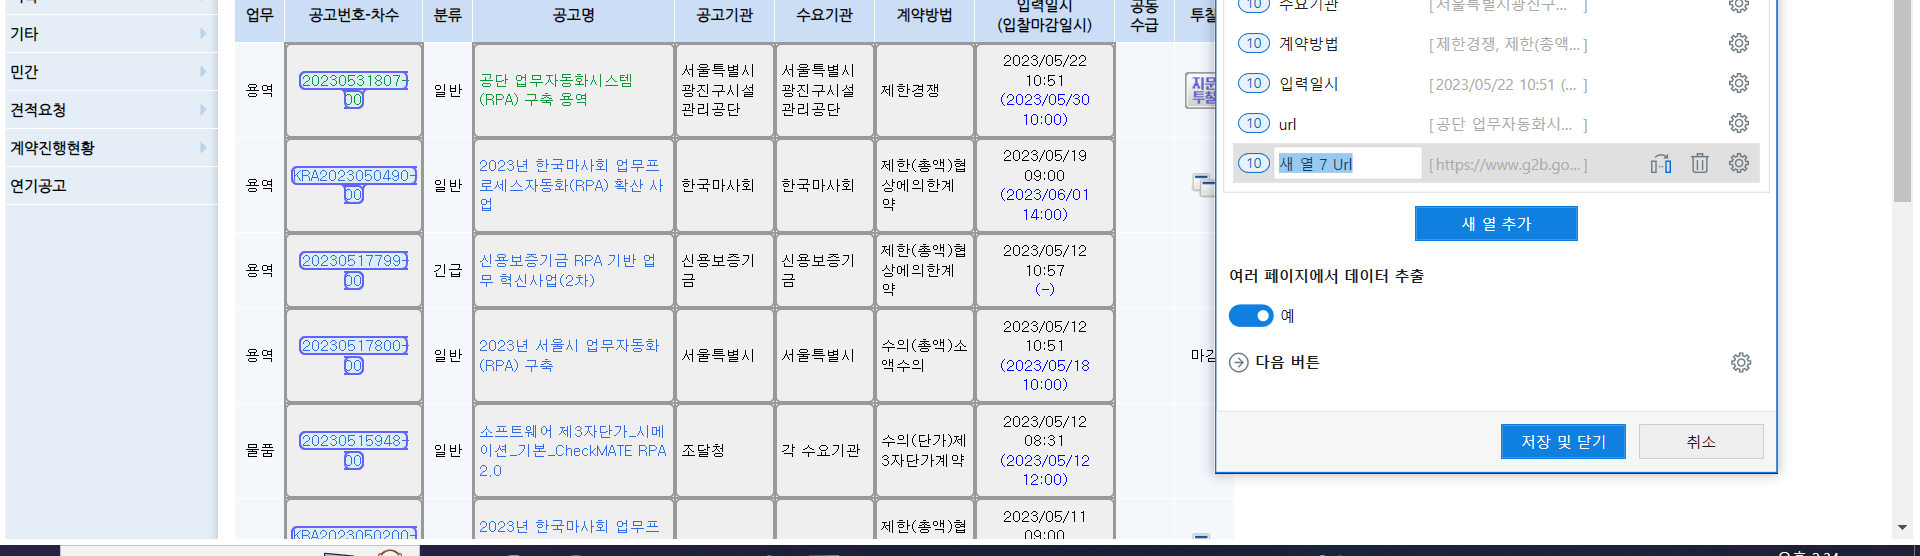 기타
민간
견적요청
계약진행현황
연기공고
업무 공고번호-차수 분류 공고명 공고기관 수요기관 계약방법 입력일시 (입찰마감일시) 공동 수급 투찰
용역 20230531807-00 일반 공단 업무자동화시스템(RPA) 구축 용역 서울특별시광진구시설관리공단 서울특별시광진구시설관리공단 제한경쟁 2023/05/22 10:51 (2023/05/30 10:00) 지문투찰
용역 KRA2023050490-00 일반 2023년 한국마사회 업무프로세스자동화(RPA) 확산 사업 한국마사회 한국마사회 제한(총액)협상에의한계약 2023/05/19 09:00 (2023/06/01 14:00)
용역 20230517799-00 긴급 신용보증기금 RPA 기반 업무 혁신사업(2차) 신용보증기금 신용보증기금 제한(총액)협상에의한계약 2023/05/12 10:57 (-)
용역 20230517800-00 일반 2023년 서울시 업무자동화(RPA) 구축 서울특별시 서울특별시 수의(총액)소액수의 2023/05/12 10:51 (2023/05/18 10:00) 마감
물품 20230515948-00 일반 소프트웨어 제3자단가_시메이션_기본_CheckMATE RPA 2.0 조달청 각 수요기관 수의(단가)제3자단가계약 2023/05/12 08:31 (2023/05/12 12:00)
KRA2023050200- 2023년 한국마사회 업무프 제한(총액)협 2023/05/11 09:00
10 수요기관 [서울특별시광진구... ]
10 계약방법 [제한경쟁, 제한(총액...]
10 입력일시 [2023/05/22 10:51 (... ]
10 url [공단 업무자동화시... ]
10 새 열 7 Url [https://www.g2b.go...]
새 열 추가
여러 페이지에서 데이터 추출
예
다음 버튼
저장 및 닫기 취소